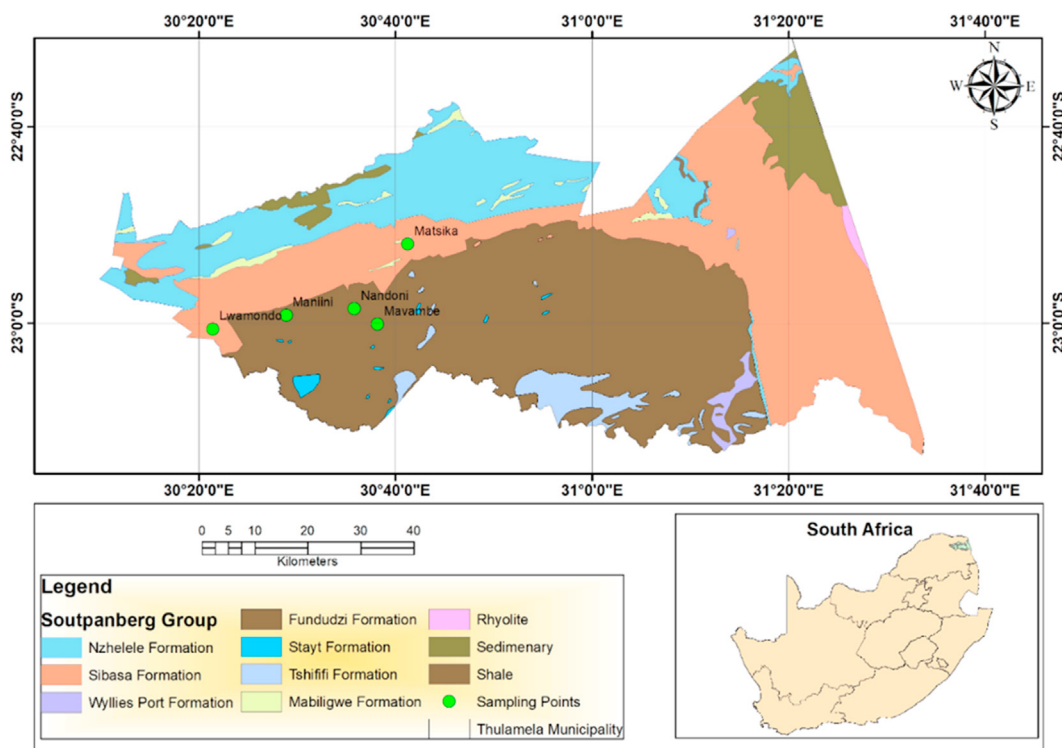 30°20'0"E 30°40'0"E 31°0'0"E 31°20'0"E 31°40'0"E
N
W E
S
22°40'0"S 22°40'0"S
Matsika
Nandoni
Maniini
Lwamondo Mavambe
23°0'0"S 23°0'0"S
30°20'0"E 30°40'0"E 31°0'0"E 31°20'0"E 31°40'0"E
0 5 10 20 30 40
Kilometers
South Africa
Legend
Soutpanberg Group
Nzhelele Formation
Sibasa Formation
Wyllies Port Formation
Fundudzi Formation
Stayt Formation
Tshififi Formation
Mabiligwe Formation
Rhyolite
Sedimenary
Shale
Sampling Points
Thulamela Municipality